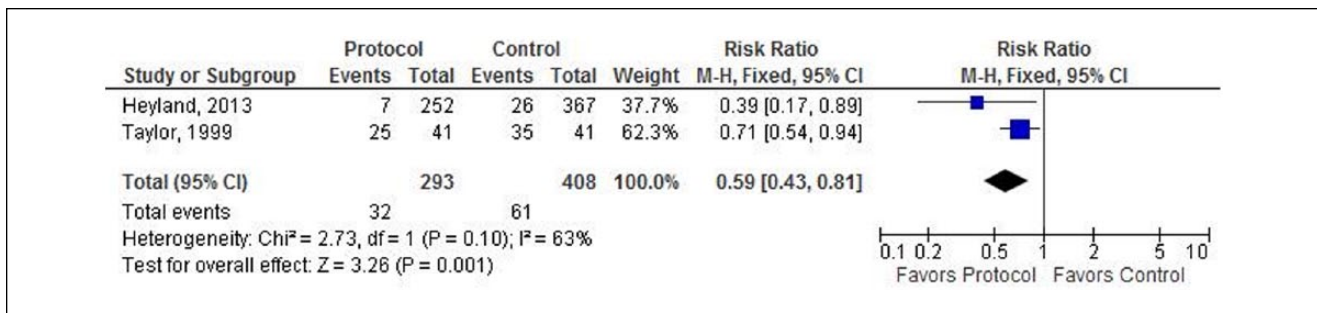 Protocol Control Risk Ratio Risk Ratio
Study or Subgroup Events Total Events Total Weight M-H, Fixed, 95% CI M-H, Fixed, 95% CI
Heyland, 2013 7 252 26 367 37.7% 0.39 [0.17, 0.89]
Taylor, 1999 25 41 35 41 62.3% 0.71 [0.54, 0.94]
Total (95% CI) 293 408 100.0% 0.59 [0.43, 0.81]
Total events 32 61
Heterogeneity: Chi² = 2.73, df = 1 (P = 0.10); I² = 63%
Test for overall effect: Z = 3.26 (P = 0.001)
0.1 0.2 0.5 1 2 5 10
Favors Protocol Favors Control